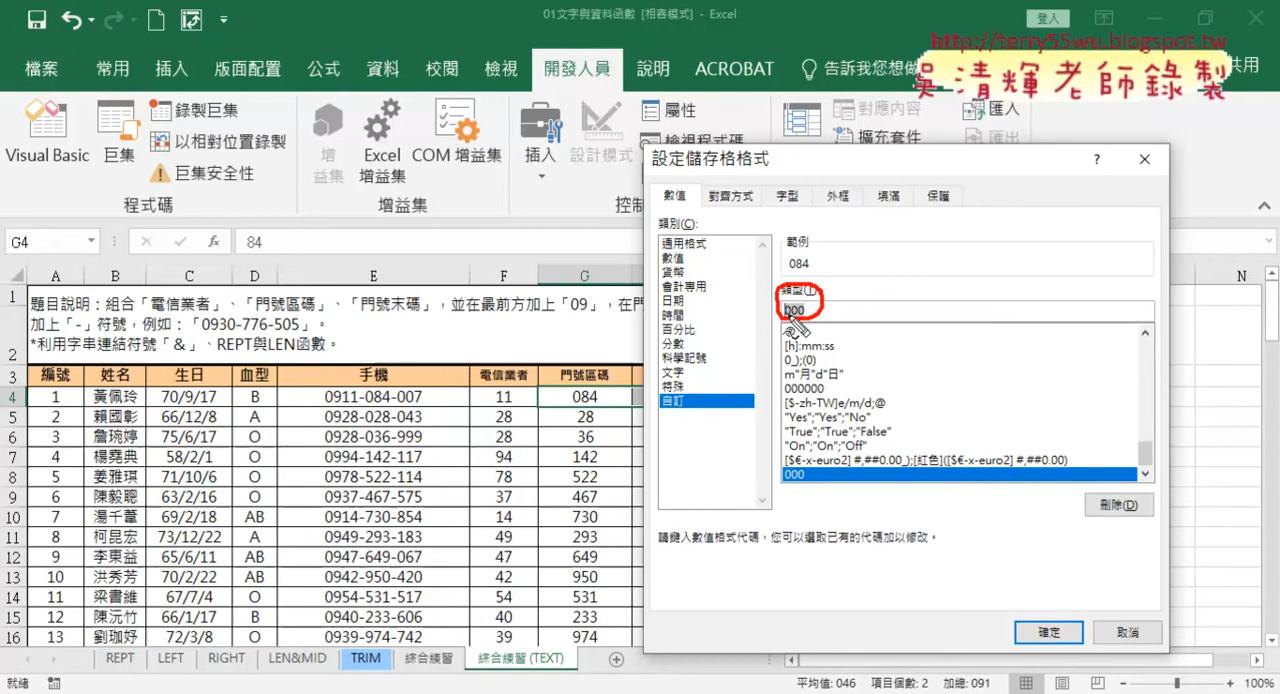 01文字與資料函數 [相容模式] - Excel
登入
http://terry55wu.blogspot.tw
吳清輝老師錄製
檔案 常用 插入 版面配置 公式 資料 校閱 檢視 開發人員 說明 ACROBAT 告訴我您想做 共用
Visual Basic 巨集 錄製巨集 以相對位置錄製 巨集安全性
程式碼
增益集 Excel 增益集 COM 增益集
增益集
插入 設計模式 屬性 檢視程式碼
控制
對應內容 擴充套件 匯入 匯出
G4 fx 84
A B C D E F G N
1 題目說明：組合「電信業者」、「門號區碼」、「門號末碼」，並在最前方加上「09」，在門
加上「-」符號，例如：「0930-776-505」。
2 *利用字串連結符號「&」、REPT與LEN函數。
3 編號 姓名 生日 血型 手機 電信業者 門號區碼
4 1 黃佩玲 70/9/17 B 0911-084-007 11 084
5 2 賴國彰 66/12/8 A 0928-028-043 28 28
6 3 詹琬婷 75/6/17 O 0928-036-999 28 36
7 4 楊堯典 58/2/1 O 0994-142-117 94 142
8 5 姜雅琪 71/10/6 O 0978-522-114 78 522
9 6 陳毅聰 63/2/16 O 0937-467-575 37 467
10 7 湯千蕾 69/2/18 AB 0914-730-854 14 730
11 8 柯昆宏 73/12/22 A 0949-293-183 49 293
12 9 李東益 65/6/11 AB 0947-649-067 47 649
13 10 洪秀芳 70/2/22 AB 0942-950-420 42 950
14 11 梁書維 67/7/4 O 0954-531-517 54 531
15 12 陳沅竹 66/1/17 B 0940-233-606 40 233
16 13 劉珈妤 72/3/8 O 0939-974-742 39 974
設定儲存格格式 ?
數值 對齊方式 字型 外框 填滿 保護
類別(C):
通用格式
數值
貨幣
會計專用
日期
時間
百分比
分數
科學記號
文字
特殊
自訂
範例
084
類型(T)
000
@
[h]:mm:ss
0_);(0)
m"月"d"日"
000000
[$-zh-TW]e/m/d;@
"Yes";"Yes";"No"
"True";"True";"False"
"On";"On";"Off"
[$€-x-euro2] #,##0.00_);[紅色]([$€-x-euro2] #,##0.00)
000
刪除(D)
請鍵入數值格式代碼，您可以選取已有的代碼加以修改。
確定 取消
REPT LEFT RIGHT LEN&MID TRIM 綜合練習 綜合練習 (TEXT)
就緒 平均值: 046 項目個數: 2 加總: 091 100%